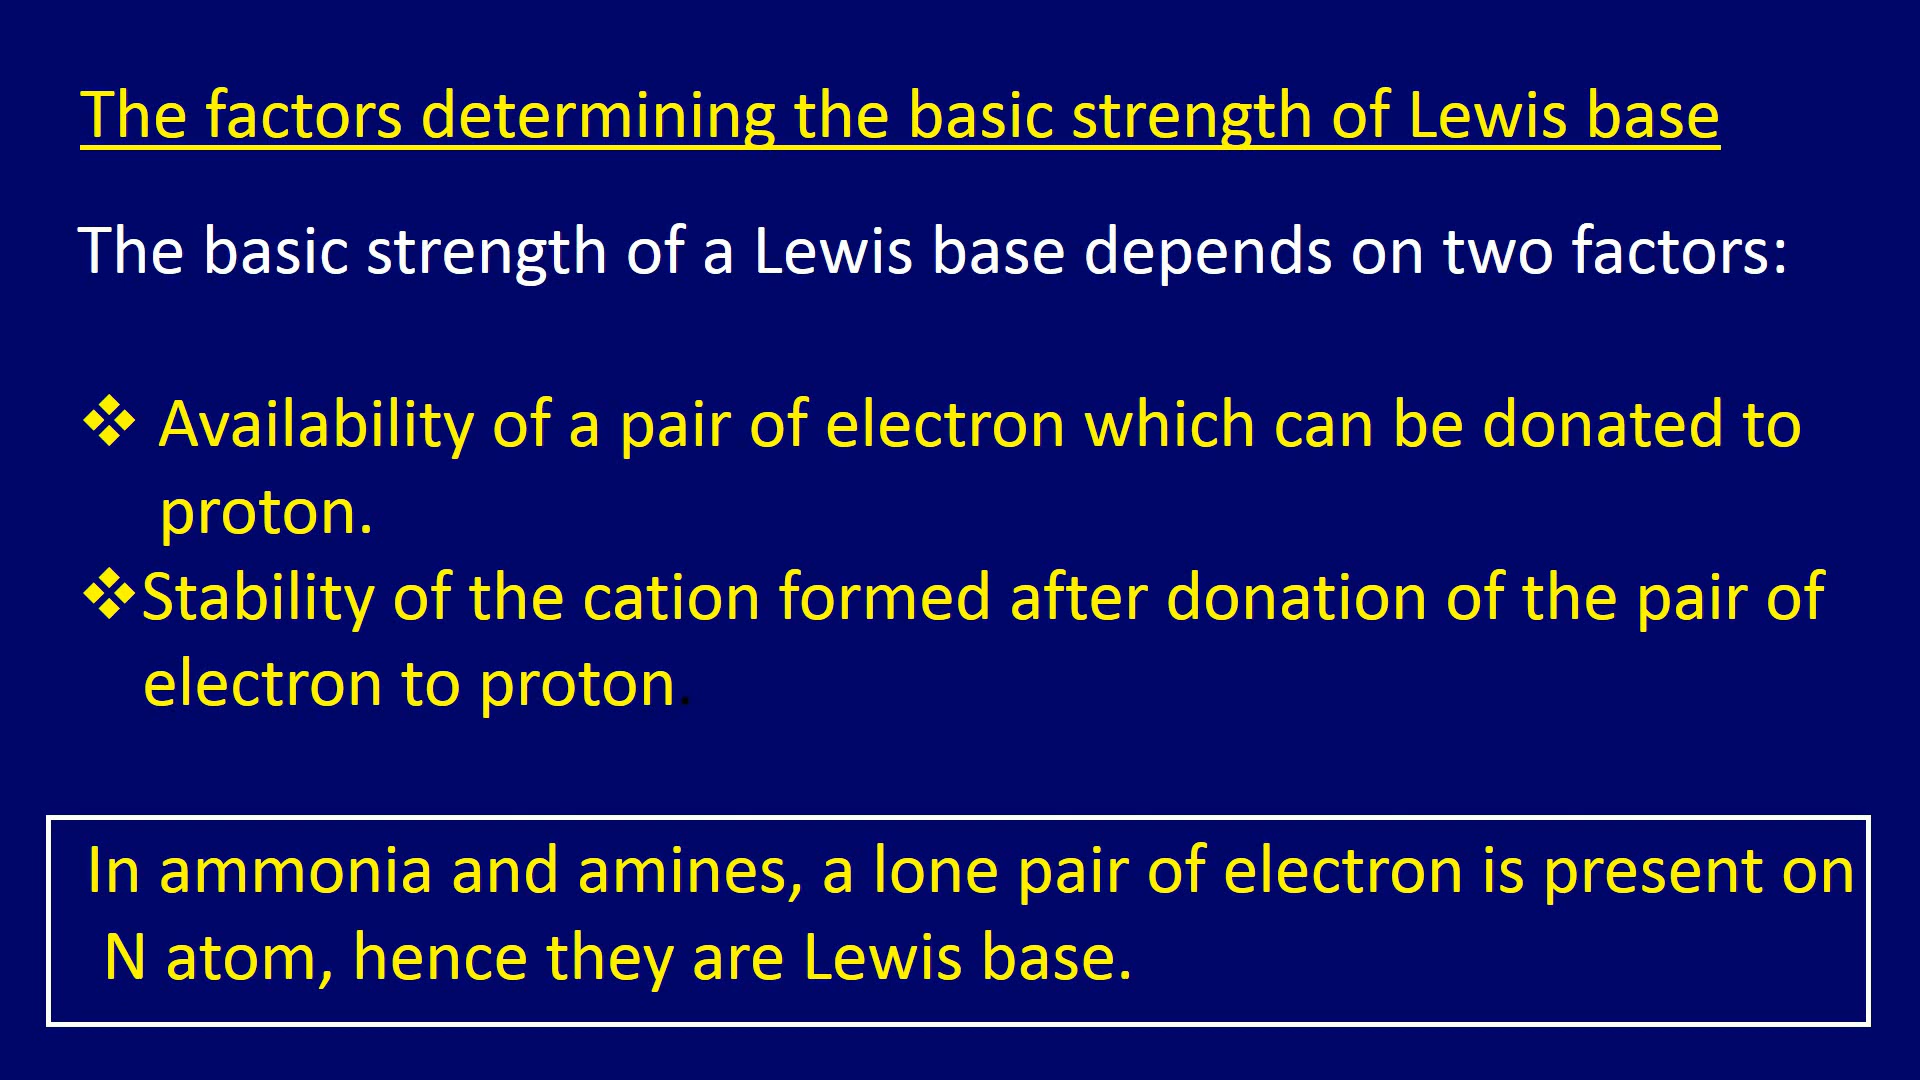 The factors determining the basic strength of Lewis base
The basic strength of a Lewis base depends on two factors:
❖ Availability of a pair of electron which can be donated to
proton.
❖Stability of the cation formed after donation of the pair of
electron to proton.
In ammonia and amines, a lone pair of electron is present on
N atom, hence they are Lewis base.